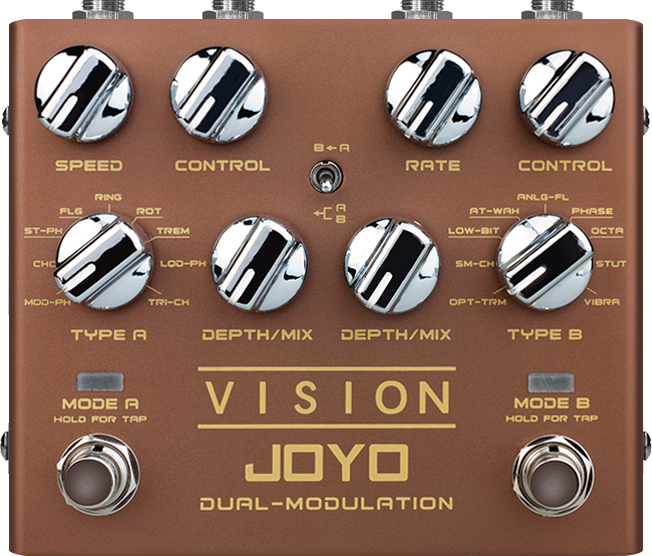 SPEED CONTROL RATE CONTROL
B←A
←[A
B
RING
FLG ROT
ST-PH TREM
CHO LQD-PH
MOD-PH TRI-CH
ANLG-FL
AT-WAH PHASE
LOW-BIT OCTA
SM-CH STUT
OPT-TRM VIBRA
TYPE A DEPTH/MIX DEPTH/MIX TYPE B
MODE A
HOLD FOR TAP
VISION
MODE B
HOLD FOR TAP
JOYO
DUAL-MODULATION